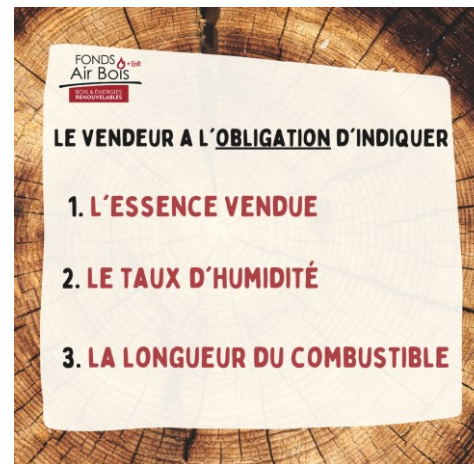 FONDS
Air Bois + EnR
BOIS & ÉNERGIES
RENOUVELABLES
LE VENDEUR A L'OBLIGATION D'INDIQUER
1. L'ESSENCE VENDUE
2. LE TAUX D'HUMIDITÉ
3. LA LONGUEUR DU COMBUSTIBLE